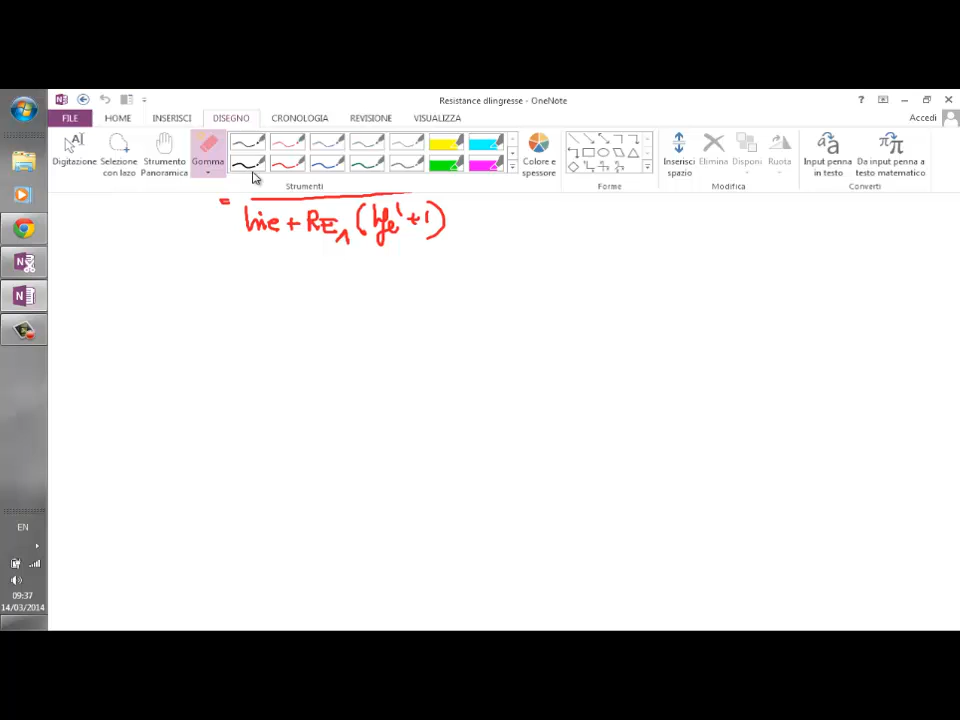 Resistance dlingresse - OneNote
FILE HOME INSERISCI DISEGNO CRONOLOGIA REVISIONE VISUALIZZA Accedi
Digitazione Selezione con lazo Strumento Panoramica Gomma Colore e spessore Inserisci spazio Elimina Disponi Ruota Input penna in testo Da input penna a testo matematico
Strumenti Forme Modifica Converti
= hie + RE1 (hfe' + 1)
EN
09:37
14/03/2014